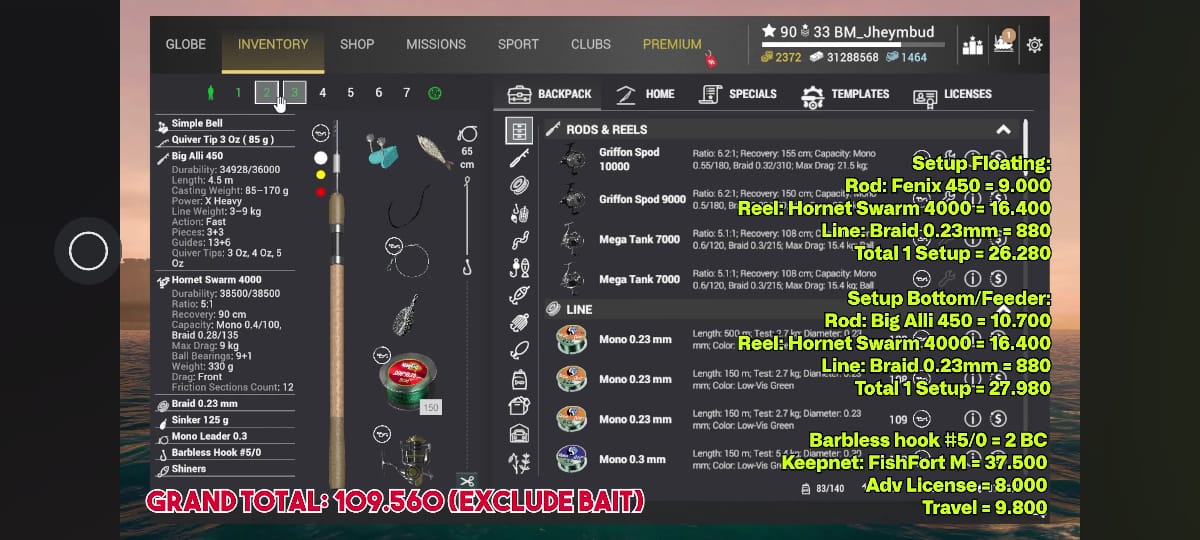 GLOBE
INVENTORY
SHOP
MISSIONS
SPORT
CLUBS
PREMIUM
90 33 BM_Jheymbud
2372 31288568 1464
1
1 2 3 4 5 6 7
BACKPACK
HOME
SPECIALS
TEMPLATES
LICENSES
Simple Bell
Quiver Tip 3 Oz ( 85 g )
Big Alli 450
Durability: 34928/36000
Length: 4.5 m
Casting Weight: 85–170 g
Power: X Heavy
Line Weight: 3–9 kg
Action: Fast
Pieces: 3+3
Guides: 13+6
Quiver Tips: 3 Oz, 4 Oz, 5
Oz
Hornet Swarm 4000
Durability: 38500/38500
Ratio: 5:1
Recovery: 90 cm
Capacity: Mono 0.4/100,
Braid 0.28/135
Max Drag: 9 kg
Ball Bearings: 9+1
Weight: 330 g
Drag: Front
Friction Sections Count: 12
Braid 0.23 mm
Sinker 125 g
Mono Leader 0.3
Barbless Hook #5/0
Shiners
65
cm
150
RODS & REELS
Griffon Spod
10000
Ratio: 6.2:1; Recovery: 155 cm; Capacity: Mono
0.55/180, Braid 0.32/310; Max Drag: 21.5 kg;
Griffon Spod 9000
Ratio: 6.2:1; Recovery: 150 cm; Capacity: Mono
0.5/180,
Mega Tank 7000
Ratio: 5.1:1; Recovery: 108 cm; Capacity: Mono
0.6/120, Braid 0.3/215; Max Drag: 15.4 kg; Ball
Mega Tank 7000
Ratio: 5.1:1; Recovery: 108 cm; Capacity: Mono
0.6/120, Braid 0.3/215; Max Drag: 15.4 kg; Ball
LINE
Mono 0.23 mm
Length: 500 m; Test: 2.7 kg; Diameter: 0.23
mm; Color:
Mono 0.23 mm
Length: 150 m; Test: 2.7 kg; Diameter: 0.23
mm; Color: Low-Vis Green
Mono 0.23 mm
Length: 150 m; Test: 2.7 kg; Diameter: 0.23
mm; Color: Low-Vis Green
109
Mono 0.3 mm
Length: 150 m; Test:
mm; Color: Low-Vis
83/140
Setup Floating:
Rod: Fenix 450 = 9.000
Reel: Hornet Swarm 4000 = 16.400
Line: Braid 0.23mm = 880
Total 1 Setup = 26.280
Setup Bottom/Feeder:
Rod: Big Alli 450 = 10.700
Reel: Hornet Swarm 4000 = 16.400
Line: Braid 0.23mm = 880
Total 1 Setup = 27.980
Barbless hook #5/0 = 2 BC
Keepnet: FishFort M = 37.500
Adv License = 8.000
Travel = 9.800
GRAND TOTAL: 109.560 (EXCLUDE BAIT)